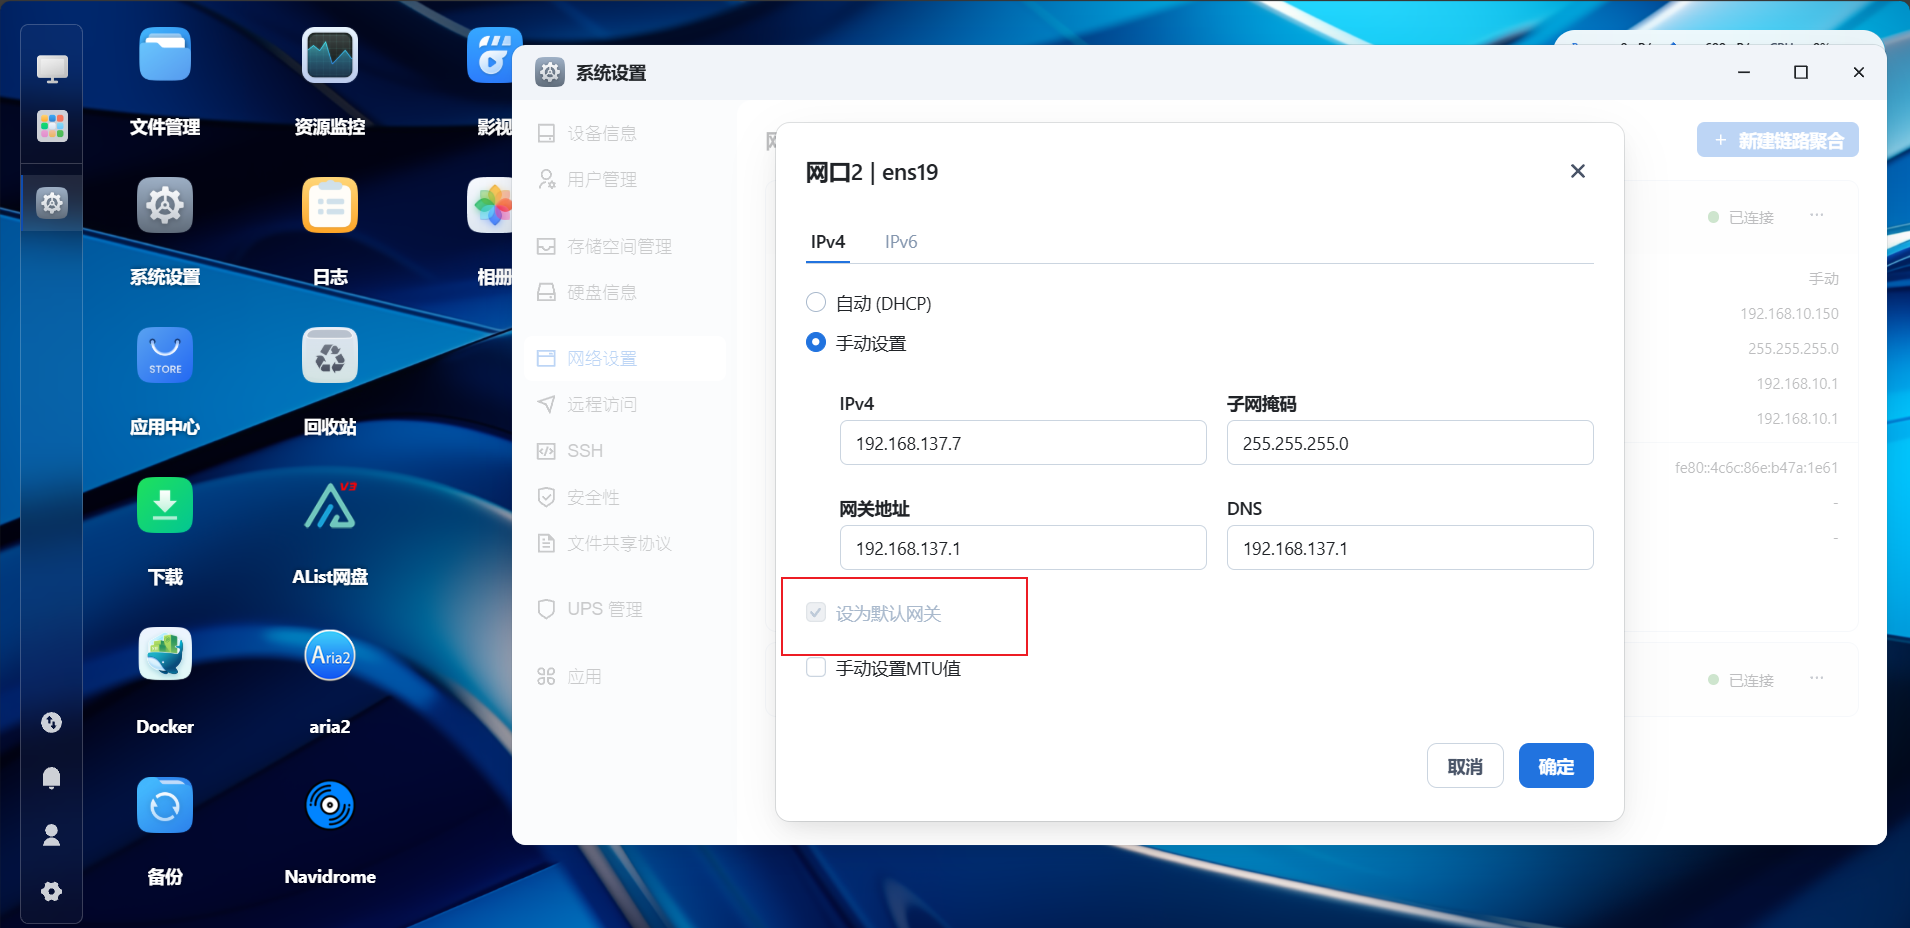 文件管理
资源监控
影视
系统设置
日志
相册
STORE
应用中心
回收站
V3
下载
AList网盘
Docker
Aria2
aria2
备份
Navidrome
系统设置
设备信息
用户管理
存储空间管理
硬盘信息
网络设置
远程访问
SSH
安全性
文件共享协议
UPS 管理
应用
+ 新建链路聚合
已连接 ...
手动
192.168.10.150
255.255.255.0
192.168.10.1
192.168.10.1
fe80::4c6c:86e:b47a:1e61
-
-
已连接 ...
网口2 | ens19
IPv4
IPv6
自动 (DHCP)
手动设置
IPv4
子网掩码
192.168.137.7
255.255.255.0
网关地址
DNS
192.168.137.1
192.168.137.1
设为默认网关
手动设置MTU值
取消
确定